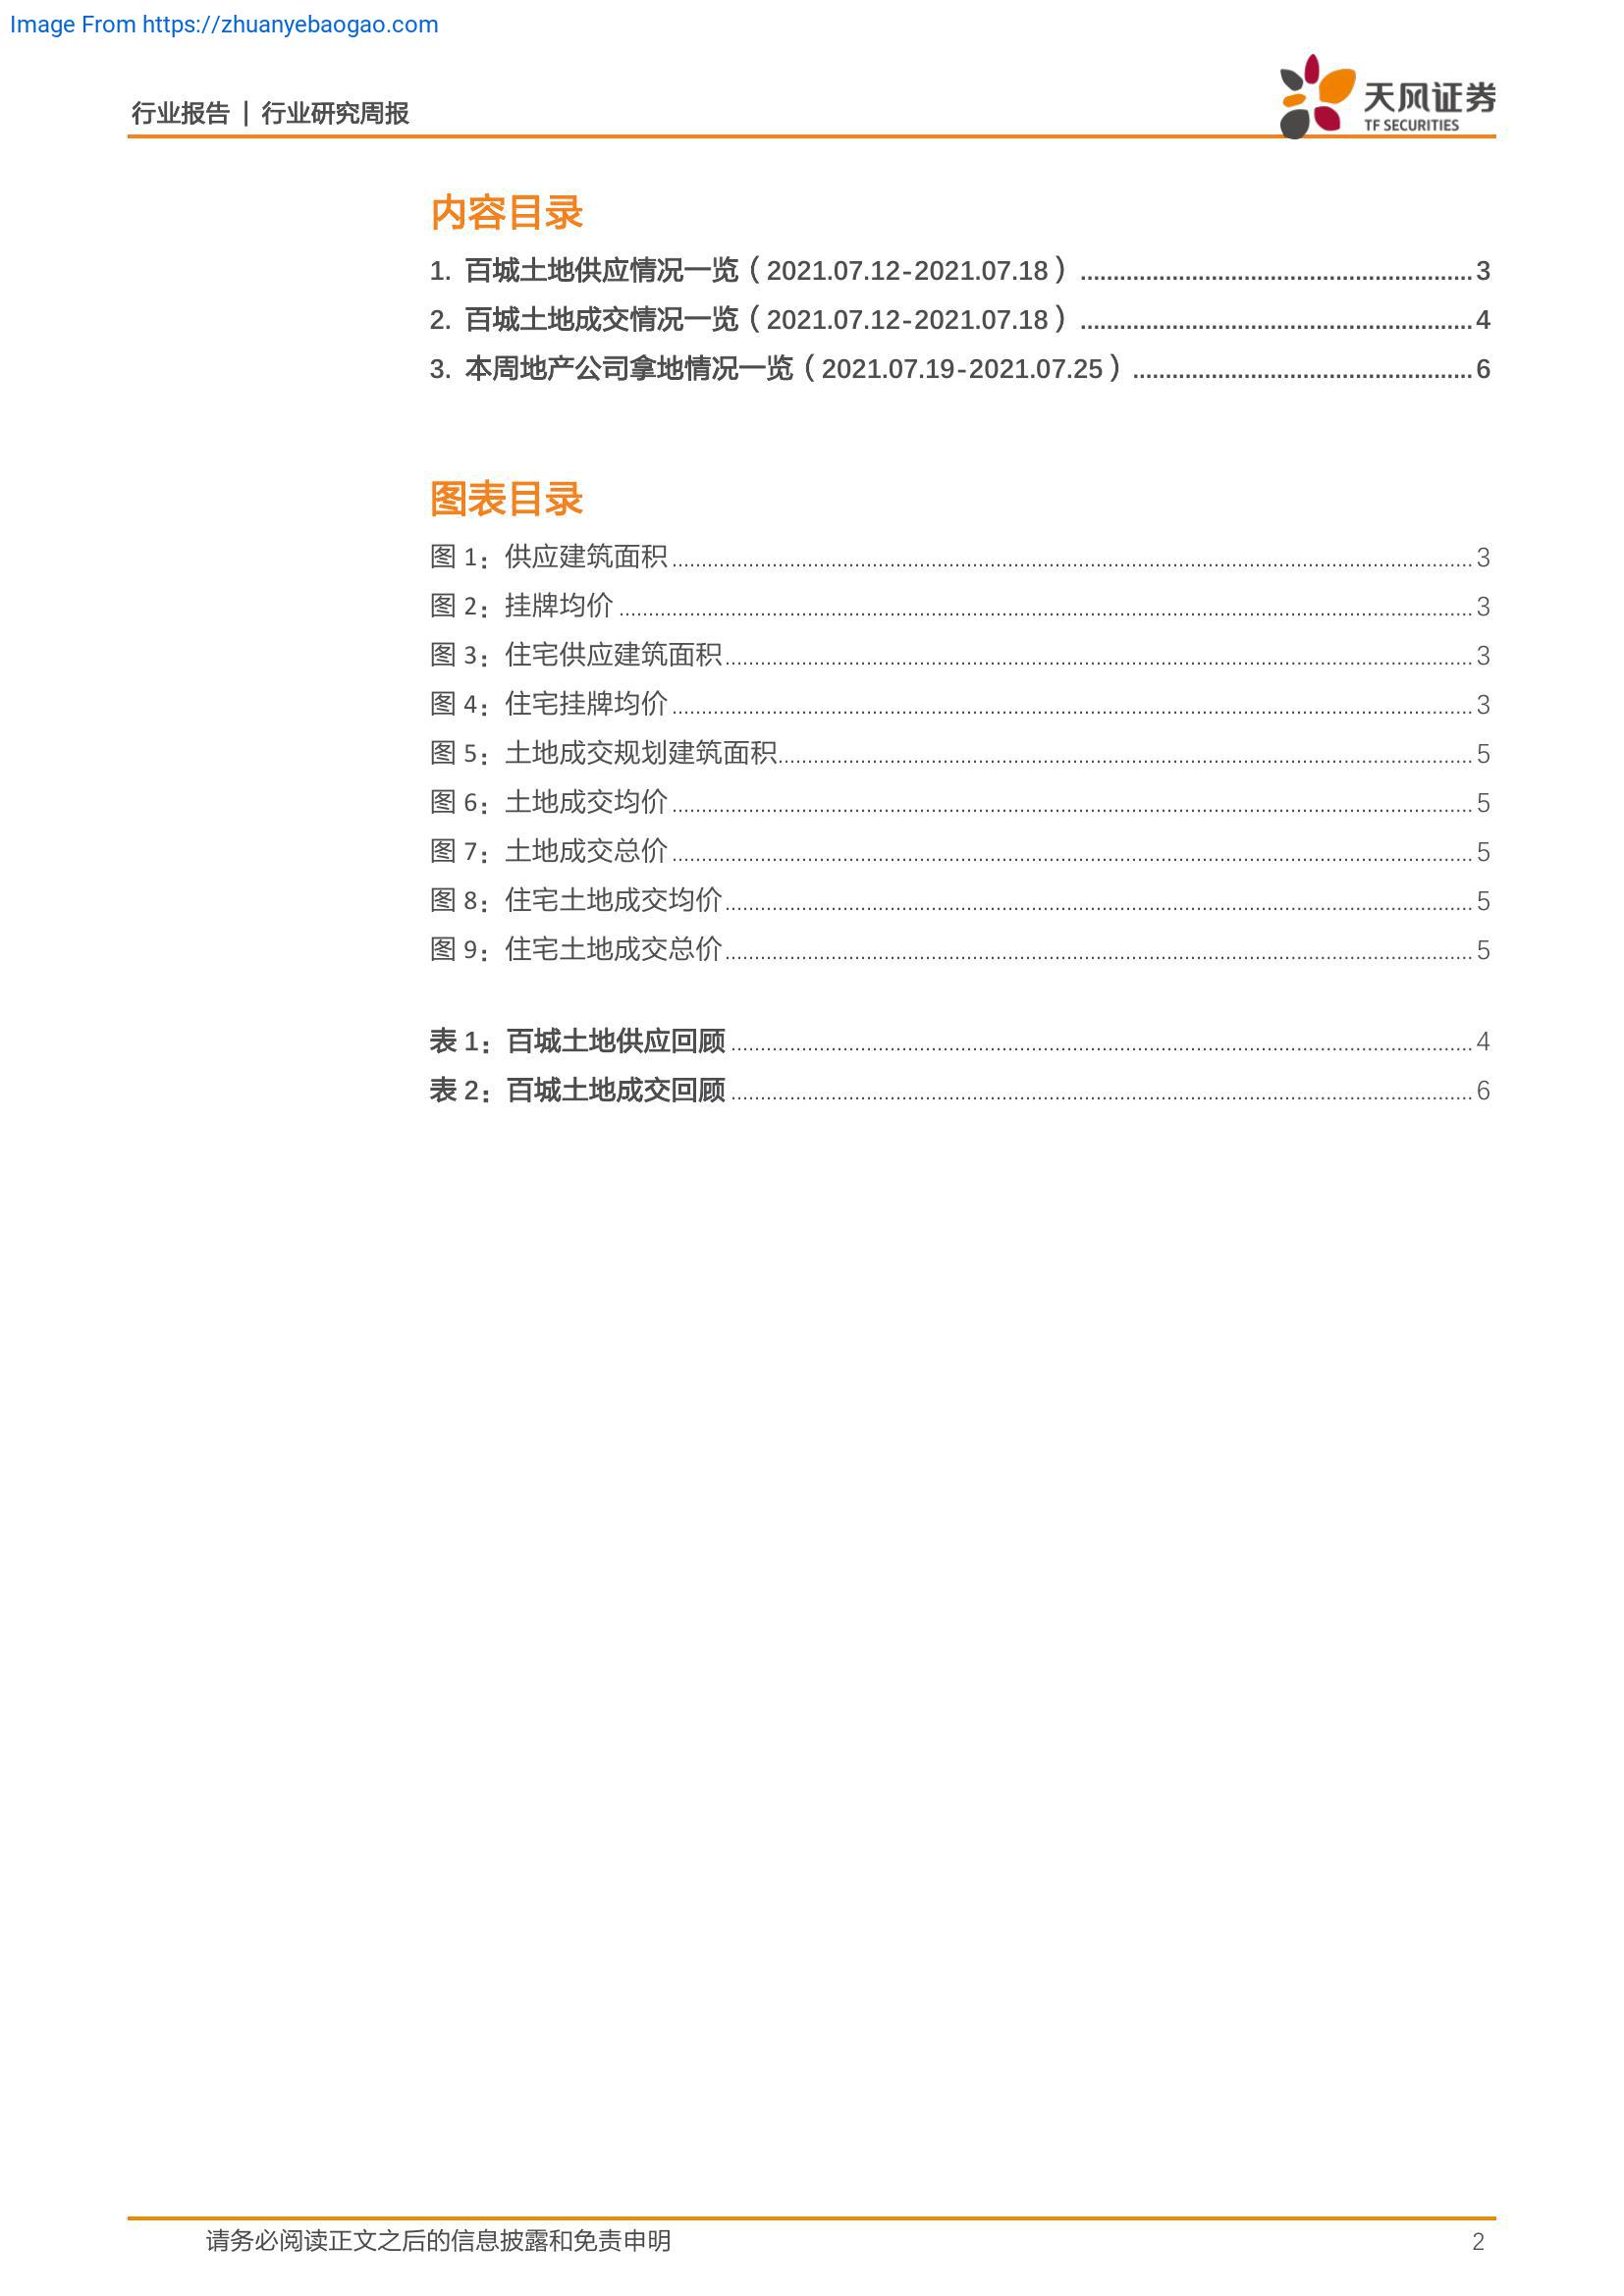 Image From https://zhuanyebaogao.com
行业报告 | 行业研究周报
天风证券
TF SECURITIES
内容目录
1. 百城土地供应情况一览（2021.07.12-2021.07.18）............................................................3
2. 百城土地成交情况一览（2021.07.12-2021.07.18）............................................................4
3. 本周地产公司拿地情况一览（2021.07.19-2021.07.25）....................................................6
图表目录
图 1：供应建筑面积............................................................3
图 2：挂牌均价............................................................3
图 3：住宅供应建筑面积............................................................3
图 4：住宅挂牌均价............................................................3
图 5：土地成交规划建筑面积............................................................5
图 6：土地成交均价............................................................5
图 7：土地成交总价............................................................5
图 8：住宅土地成交均价............................................................5
图 9：住宅土地成交总价............................................................5
表 1：百城土地供应回顾............................................................4
表 2：百城土地成交回顾............................................................6
请务必阅读正文之后的信息披露和免责申明 2